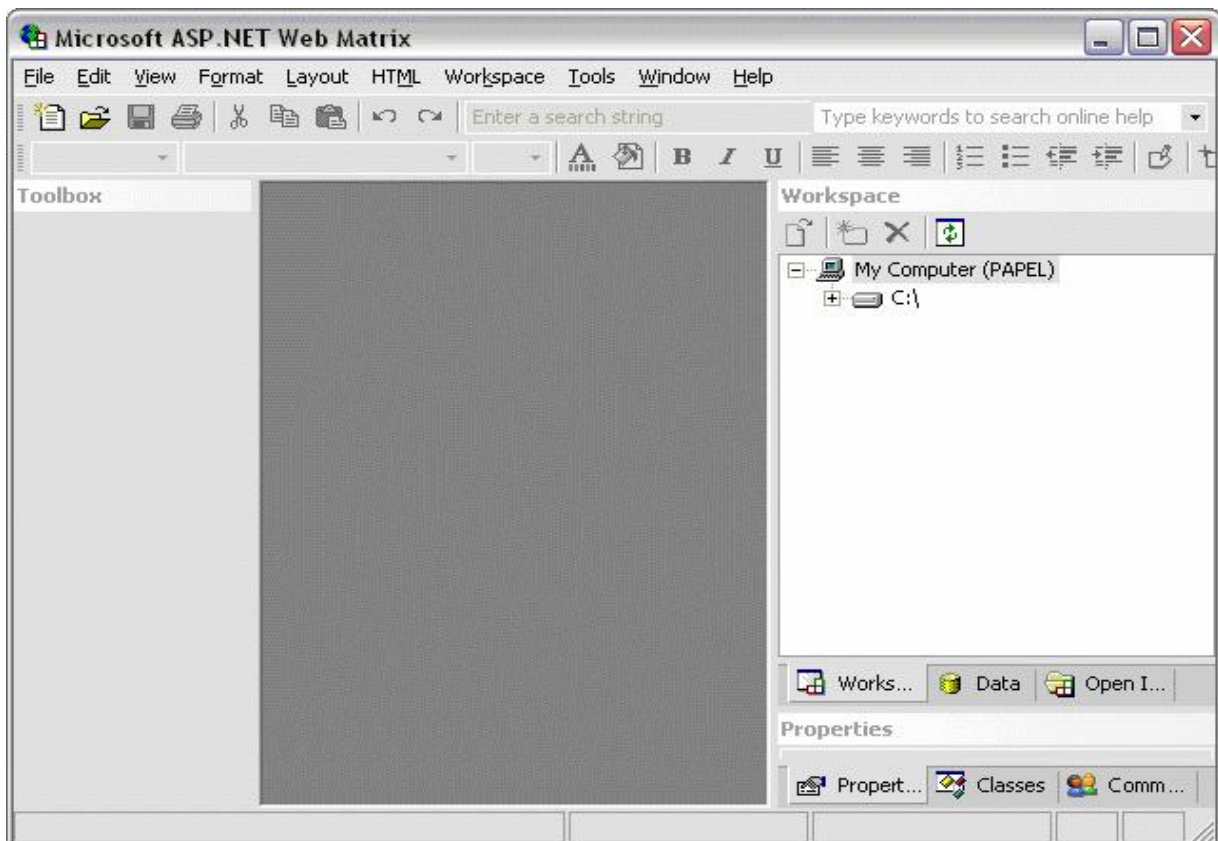 Microsoft ASP.NET Web Matrix
File Edit View Format Layout HTML Workspace Tools Window Help
Enter a search string Type keywords to search online help
A B I U
Toolbox
Workspace
My Computer (PAPEL)
C:\
Works... Data Open I...
Properties
Propert... Classes Comm...